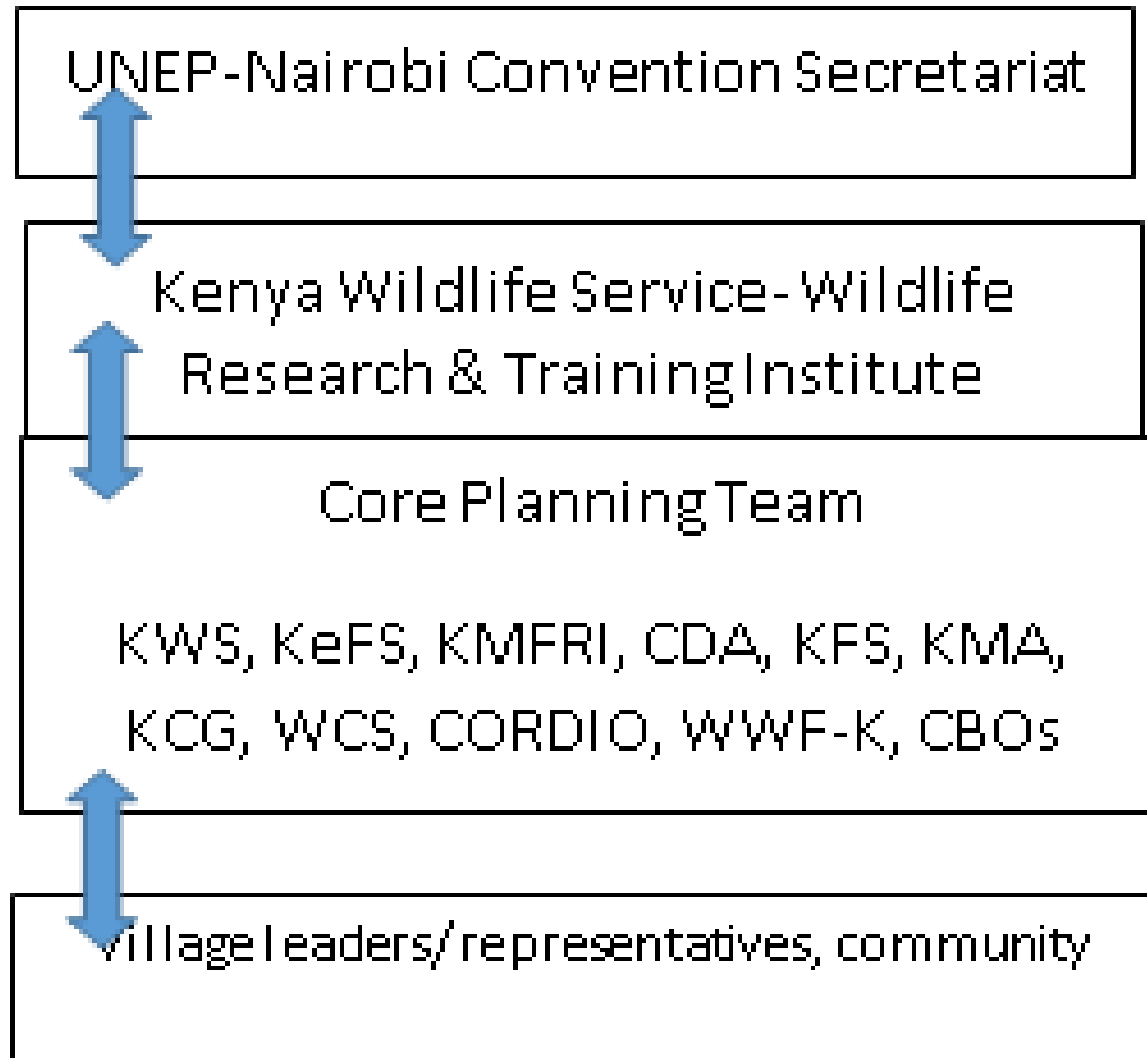 UNEP-Nairobi Convention Secretariat
Kenya Wildlife Service- Wildlife
Research & Training Institute
Core Planning Team
KWS, KeFS, KMFRI, CDA, KFS, KMA,
KCG, WCS, CORDIO, WWF-K, CBOs
Village leaders/ representatives, community